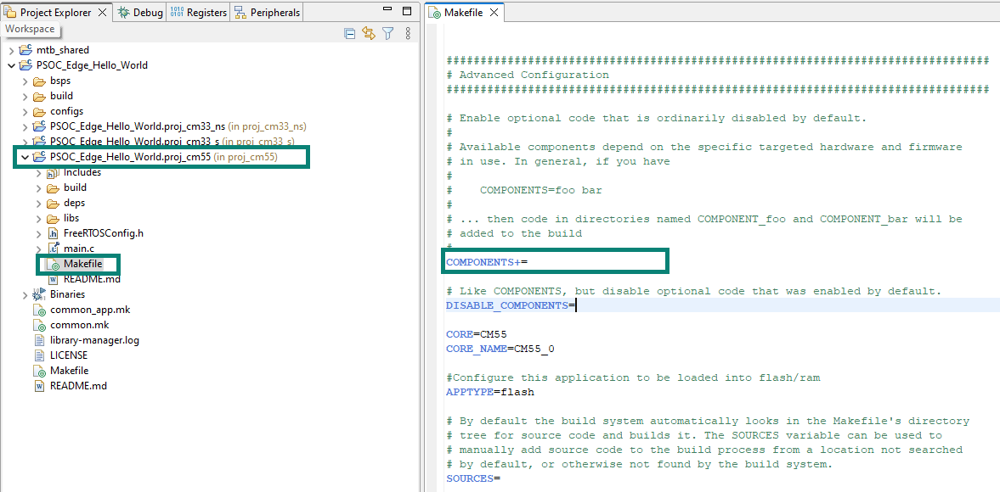 Project Explorer
Debug
Registers
Peripherals
Workspace
mtb_shared
PSOC_Edge_Hello_World
bsps
build
configs
PSOC_Edge_Hello_World.proj_cm33_ns (in proj_cm33_ns)
PSOC_Edge_Hello_World.proj_cm33_s (in proj_cm33_s)
PSOC_Edge_Hello_World.proj_cm55 (in proj_cm55)
Includes
build
deps
libs
FreeRTOSConfig.h
main.c
Makefile
README.md
Binaries
common_app.mk
common.mk
library-manager.log
LICENSE
Makefile
README.md
Makefile
################################################################################
# Advanced Configuration
################################################################################
# Enable optional code that is ordinarily disabled by default.
#
# Available components depend on the specific targeted hardware and firmware
# in use. In general, if you have
#
#    COMPONENTS=foo bar
#
# ... then code in directories named COMPONENT_foo and COMPONENT_bar will be
# added to the build
#
COMPONENTS+=
# Like COMPONENTS, but disable optional code that was enabled by default.
DISABLE_COMPONENTS=
CORE=CM55
CORE_NAME=CM55_0
#Configure this application to be loaded into flash/ram
APPTYPE=flash
# By default the build system automatically looks in the Makefile's directory
# tree for source code and builds it. The SOURCES variable can be used to
# manually add source code to the build process from a location not searched
# by default, or otherwise not found by the build system.
SOURCES=